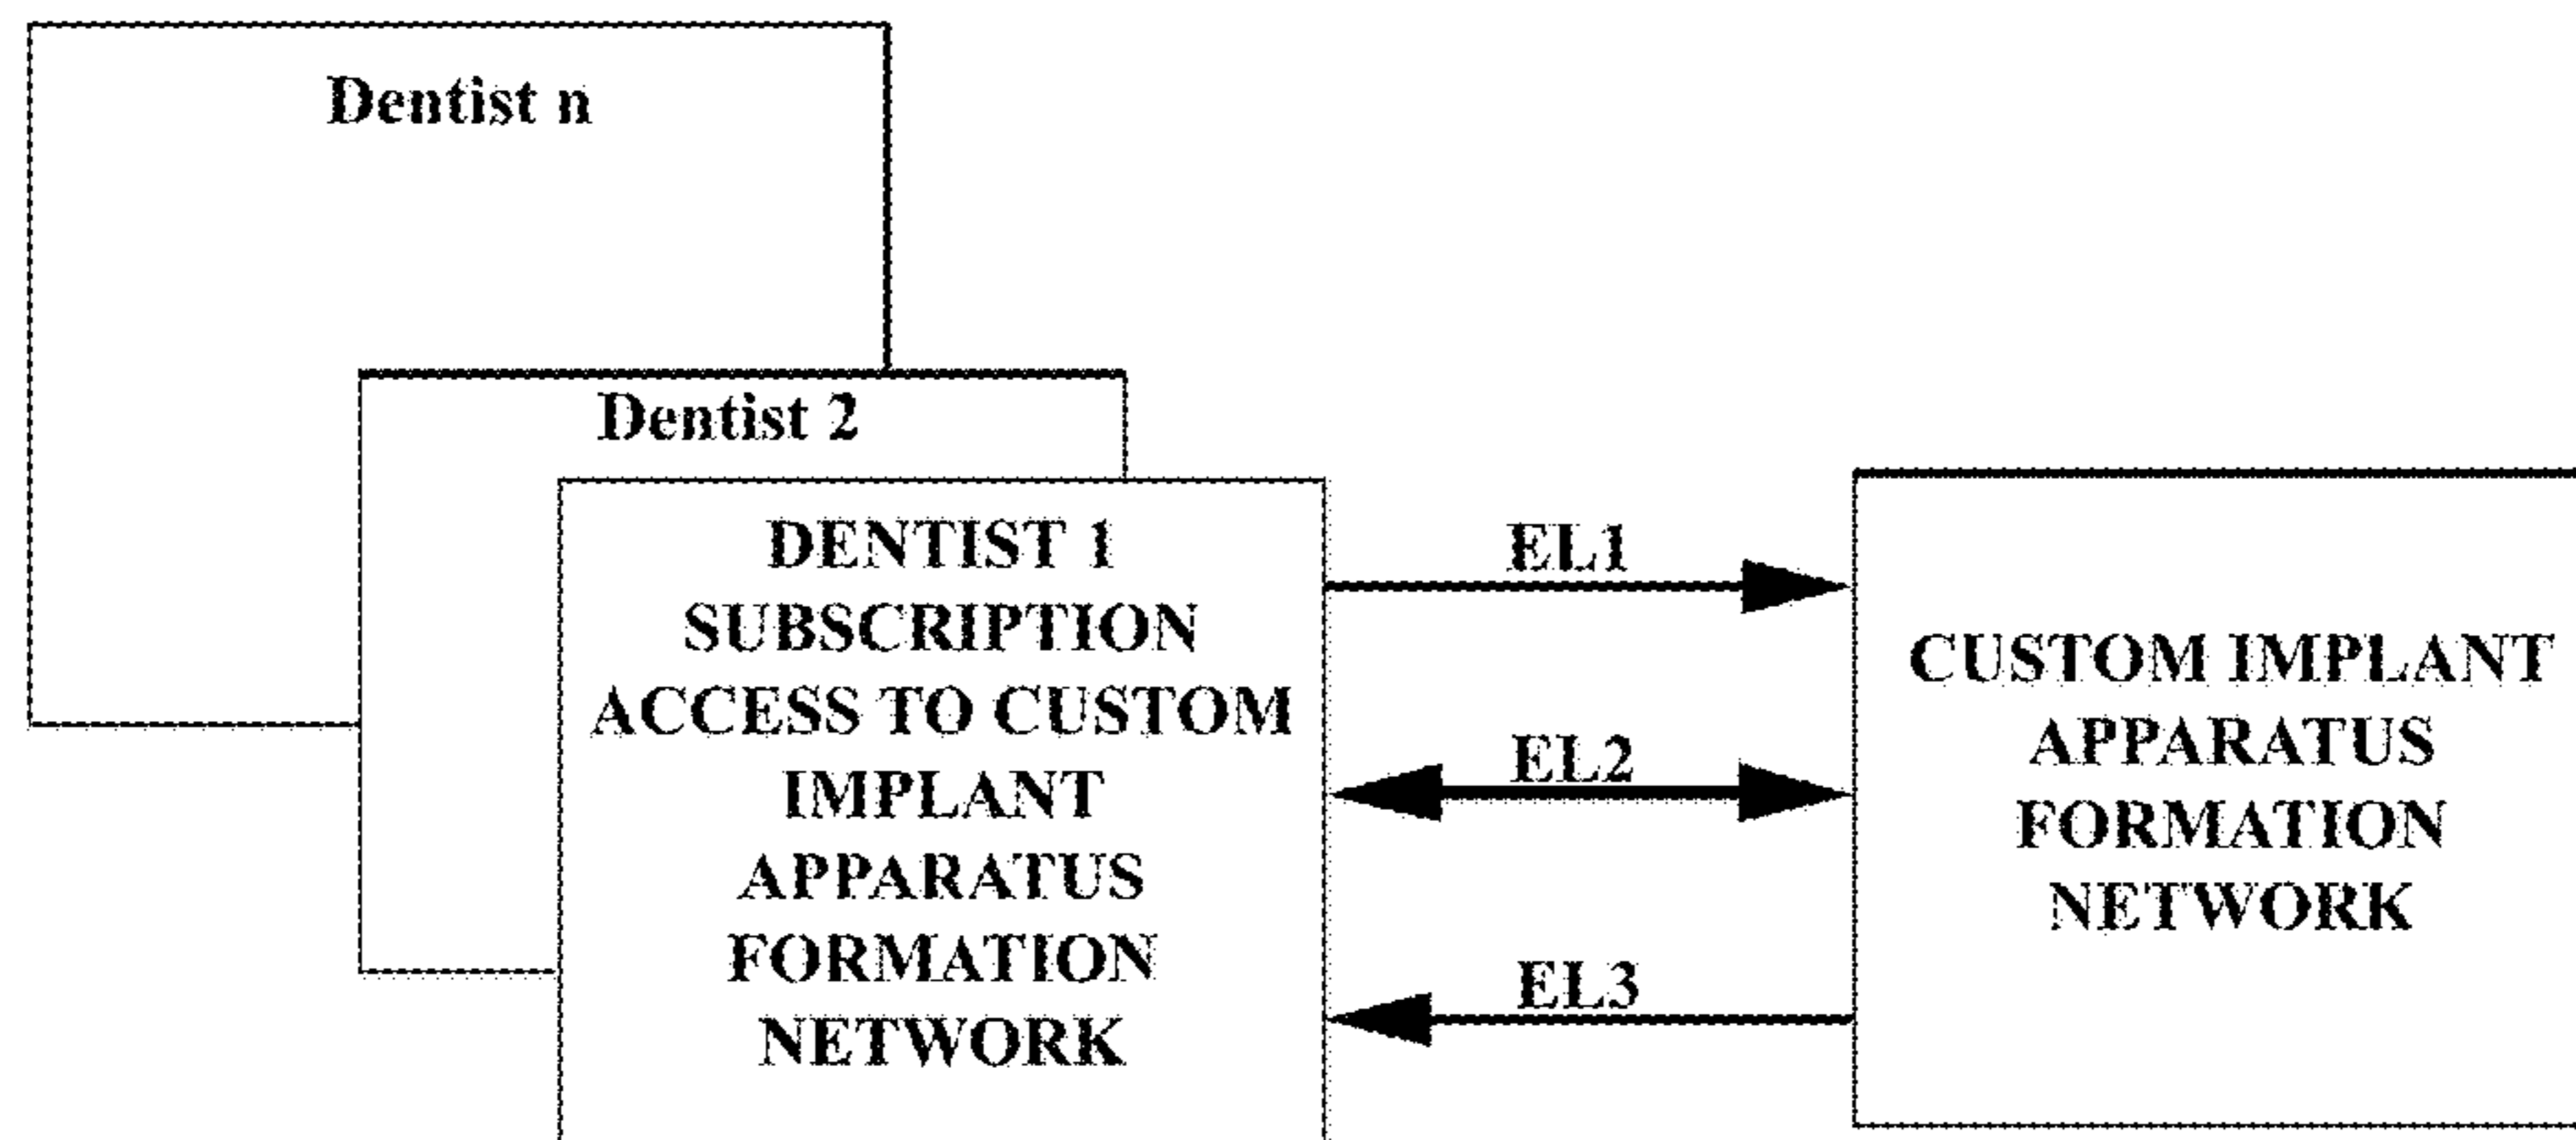 Dentist n
Dentist 2
DENTIST 1
SUBSCRIPTION
ACCESS TO CUSTOM
IMPLANT
APPARATUS
FORMATION
NETWORK
EL1
EL2
EL3
CUSTOM IMPLANT
APPARATUS
FORMATION
NETWORK